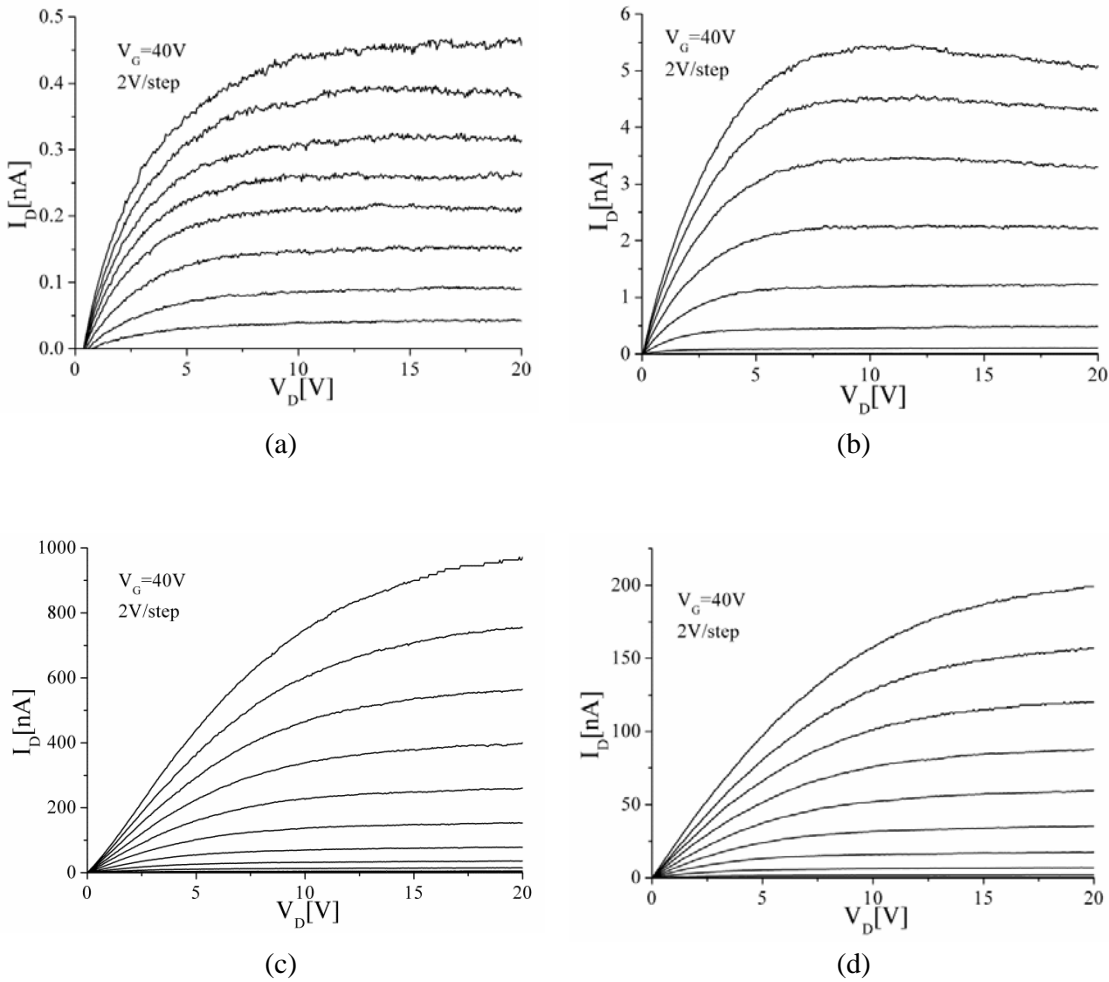 0.5
0.4
0.3
0.2
0.1
0.0
I_D[nA]
V_G=40V
2V/step
0 5 10 15 20
V_D[V]
(a)
6
5
4
3
2
1
0
I_D[nA]
V_G=40V
2V/step
0 5 10 15 20
V_D[V]
(b)
1000
800
600
400
200
0
I_D[nA]
V_G=40V
2V/step
0 5 10 15 20
V_D[V]
(c)
200
150
100
50
0
I_D[nA]
V_G=40V
2V/step
0 5 10 15 20
V_D[V]
(d)